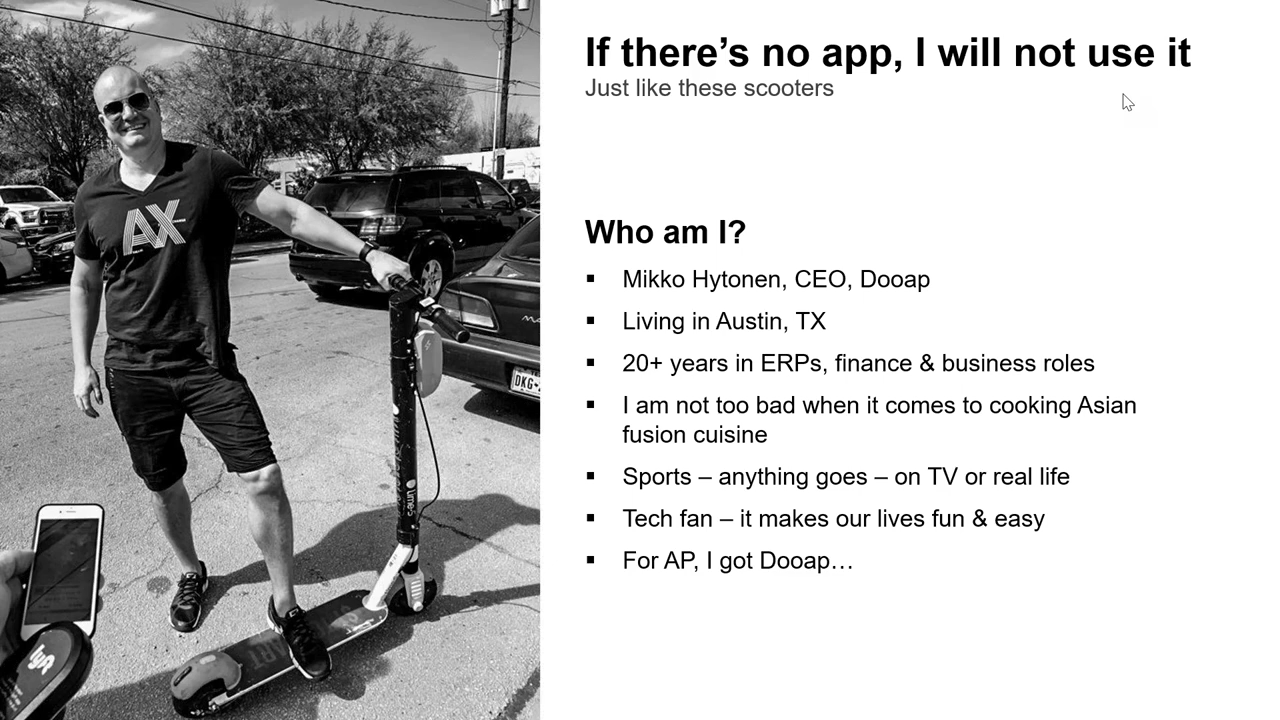 If there’s no app, I will not use it
Just like these scooters
Who am I?
▪ Mikko Hytonen, CEO, Dooap
▪ Living in Austin, TX
▪ 20+ years in ERPs, finance & business roles
▪ I am not too bad when it comes to cooking Asian
fusion cuisine
▪ Sports – anything goes – on TV or real life
▪ Tech fan – it makes our lives fun & easy
▪ For AP, I got Dooap…
AX
DKG
Lime-S
lyft